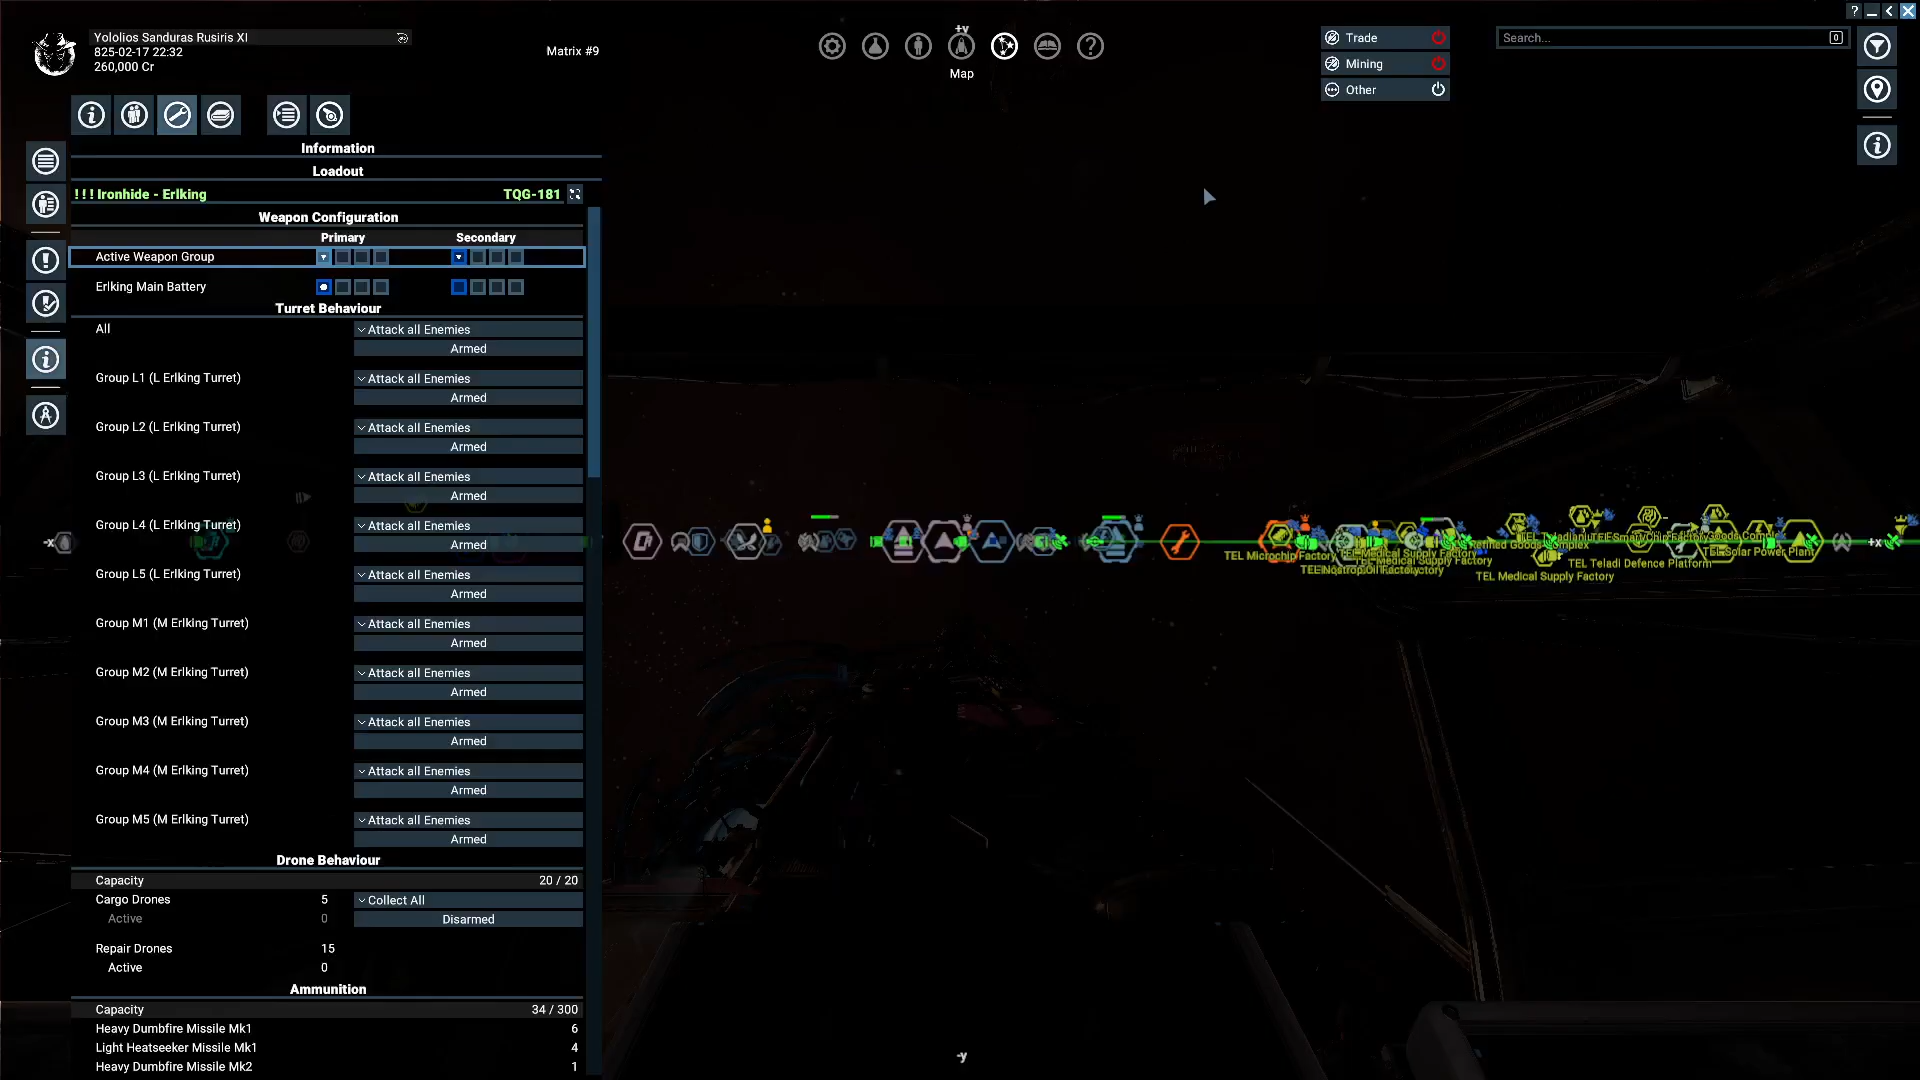 Yololios Sanduras Rusiris XI
825-02-17 22:32
260,000 Cr
Matrix #9
+y
Map
Trade
Mining
Other
Search...
0
Information
Loadout
!!! Ironhide - Erlking TQG-181
Weapon Configuration
Primary Secondary
Active Weapon Group
Erlking Main Battery
Turret Behaviour
All Attack all Enemies
Armed
Group L1 (L Erlking Turret) Attack all Enemies
Armed
Group L2 (L Erlking Turret) Attack all Enemies
Armed
Group L3 (L Erlking Turret) Attack all Enemies
Armed
Group L4 (L Erlking Turret) Attack all Enemies
Armed
Group L5 (L Erlking Turret) Attack all Enemies
Armed
Group M1 (M Erlking Turret) Attack all Enemies
Armed
Group M2 (M Erlking Turret) Attack all Enemies
Armed
Group M3 (M Erlking Turret) Attack all Enemies
Armed
Group M4 (M Erlking Turret) Attack all Enemies
Armed
Group M5 (M Erlking Turret) Attack all Enemies
Armed
Drone Behaviour
Capacity 20 / 20
Cargo Drones 5 Collect All
Active 0 Disarmed
Repair Drones 15
Active 0
Ammunition
Capacity 34 / 300
Heavy Dumbfire Missile Mk1 6
Light Heatseeker Missile Mk1 4
Heavy Dumbfire Missile Mk2 1
-x
+x
-y
TEL Microchip Factory
TEL Medical Supply Factory
TEL Medical Supply Factory
TEL Teladi Defence Platform
TEL Solar Power Plant